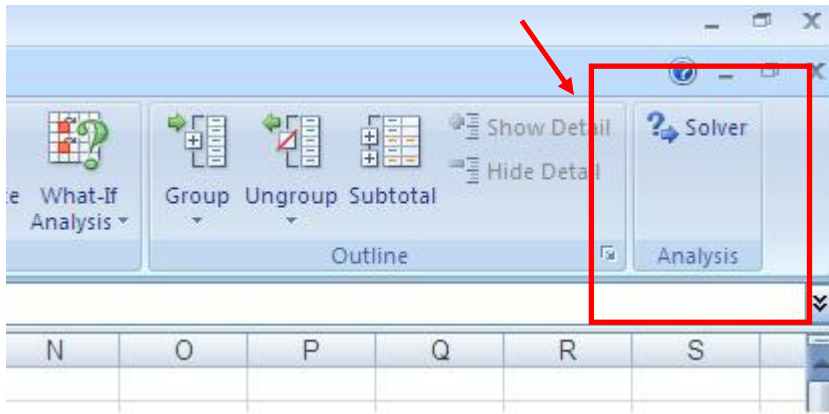 Show Detail
Solver
Hide Detail
e What-If Analysis
Group
Ungroup
Subtotal
Outline
Analysis
N O P Q R S